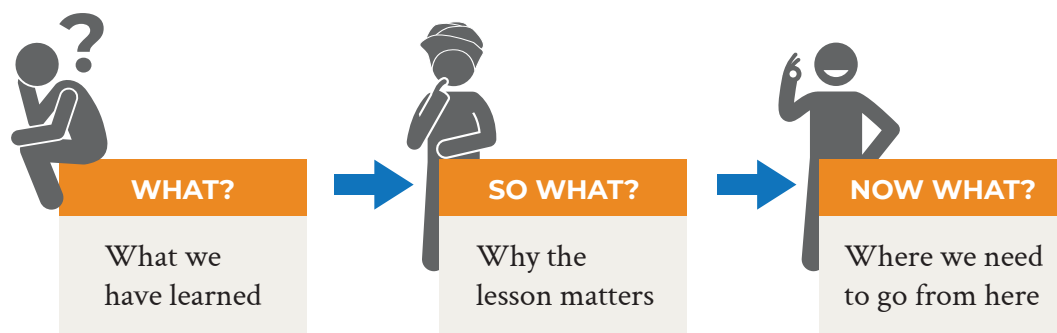 ?
WHAT?
What we
have learned
SO WHAT?
Why the
lesson matters
NOW WHAT?
Where we need
to go from here